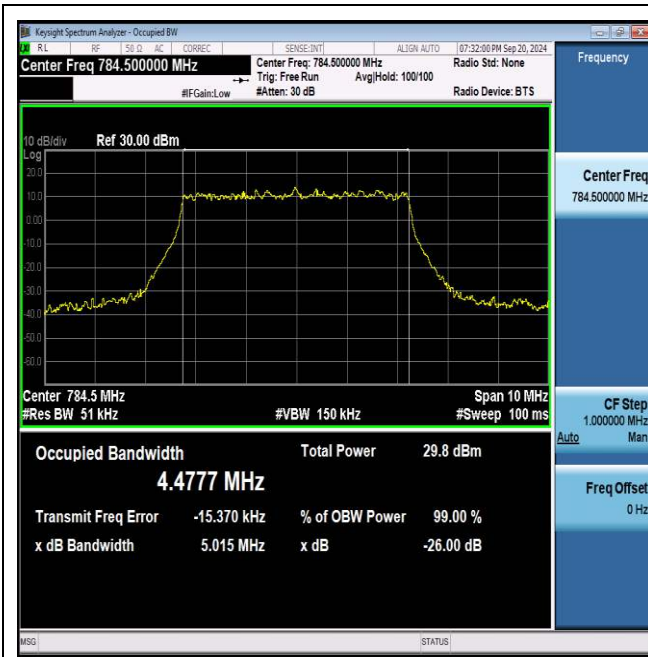 Keysight Spectrum Analyzer - Occupied BW
RL RF 50 Ω AC CORREC SENSE:INT ALIGN AUTO 07:32:00 PM Sep 20, 2024
Center Freq 784.500000 MHz
Center Freq: 784.500000 MHz Radio Std: None
Trig: Free Run Avg|Hold: 100/100
#IFGain:Low #Atten: 30 dB Radio Device: BTS
10 dB/div Ref 30.00 dBm
Log
20.0
10.0
0.00
-10.0
-20.0
-30.0
-40.0
-50.0
-60.0
Center 784.5 MHz Span 10 MHz
#Res BW 51 kHz #VBW 150 kHz #Sweep 100 ms
Occupied Bandwidth Total Power 29.8 dBm
4.4777 MHz
Transmit Freq Error -15.370 kHz % of OBW Power 99.00 %
x dB Bandwidth 5.015 MHz x dB -26.00 dB
MSG STATUS
Frequency
Center Freq
784.500000 MHz
CF Step
1.000000 MHz
Auto Man
Freq Offset
0 Hz